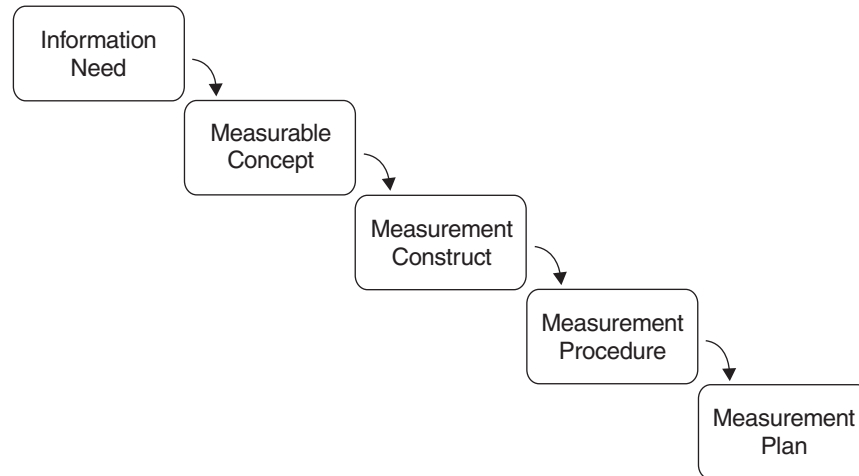 Information
Need
Measurable
Concept
Measurement
Construct
Measurement
Procedure
Measurement
Plan